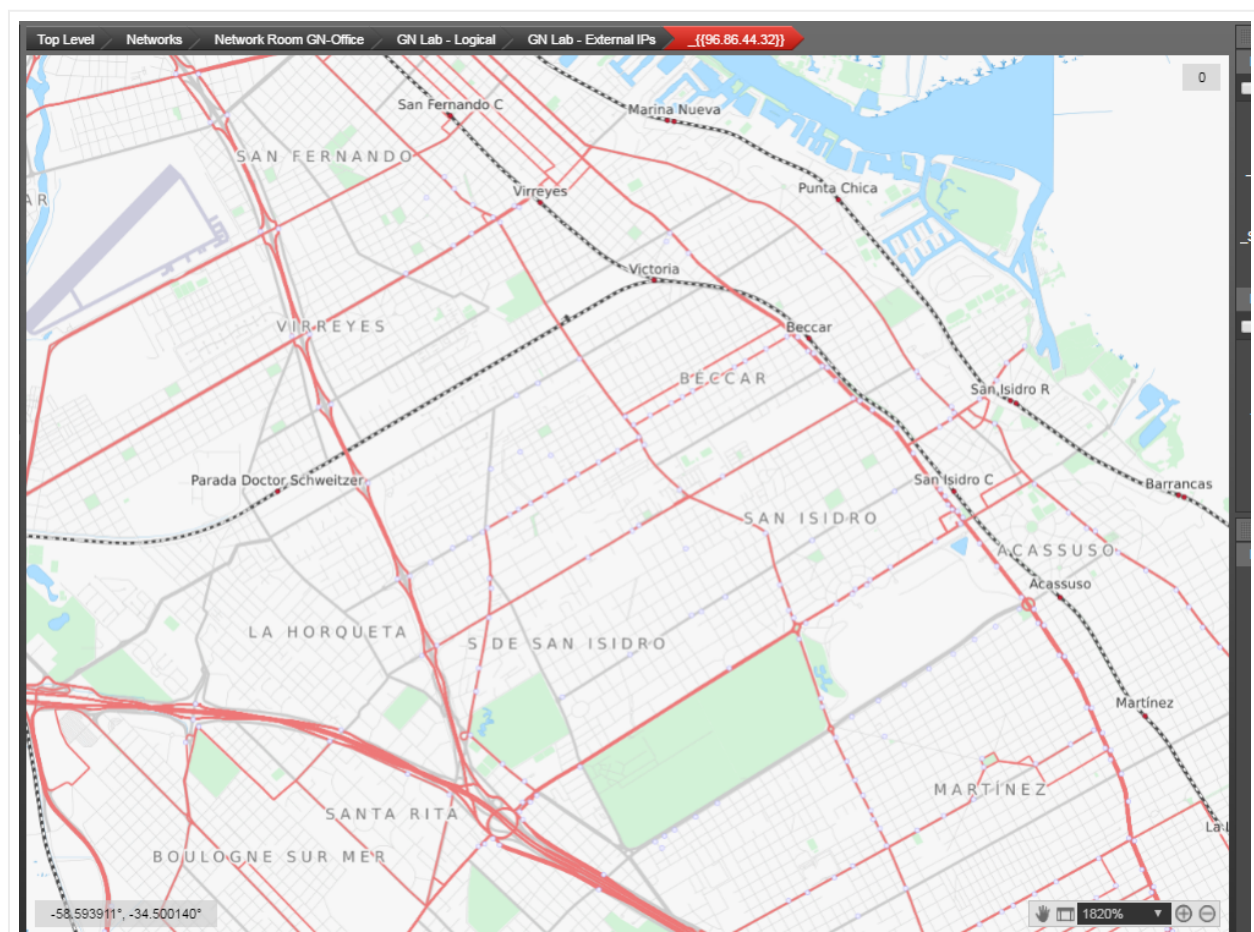 Top Level Networks Network Room GN-Office GN Lab - Logical GN Lab - External IPs _{{96.86.44.32}}
0
San Fernando C
Marina Nueva
SAN FERNANDO
Virreyes
Punta Chica
AR
Victoria
VIRREYES
Beccar
BECCAR
San Isidro R
Parada Doctor Schweitzer
San Isidro C
Barrancas
SAN ISIDRO
ACASSUSO
Acassuso
LA HORQUETA
S DE SAN ISIDRO
Martínez
MARTÍNEZ
SANTA RITA
La L
BOULOGNE SUR MER
-58.593911°, -34.500140°
1820%